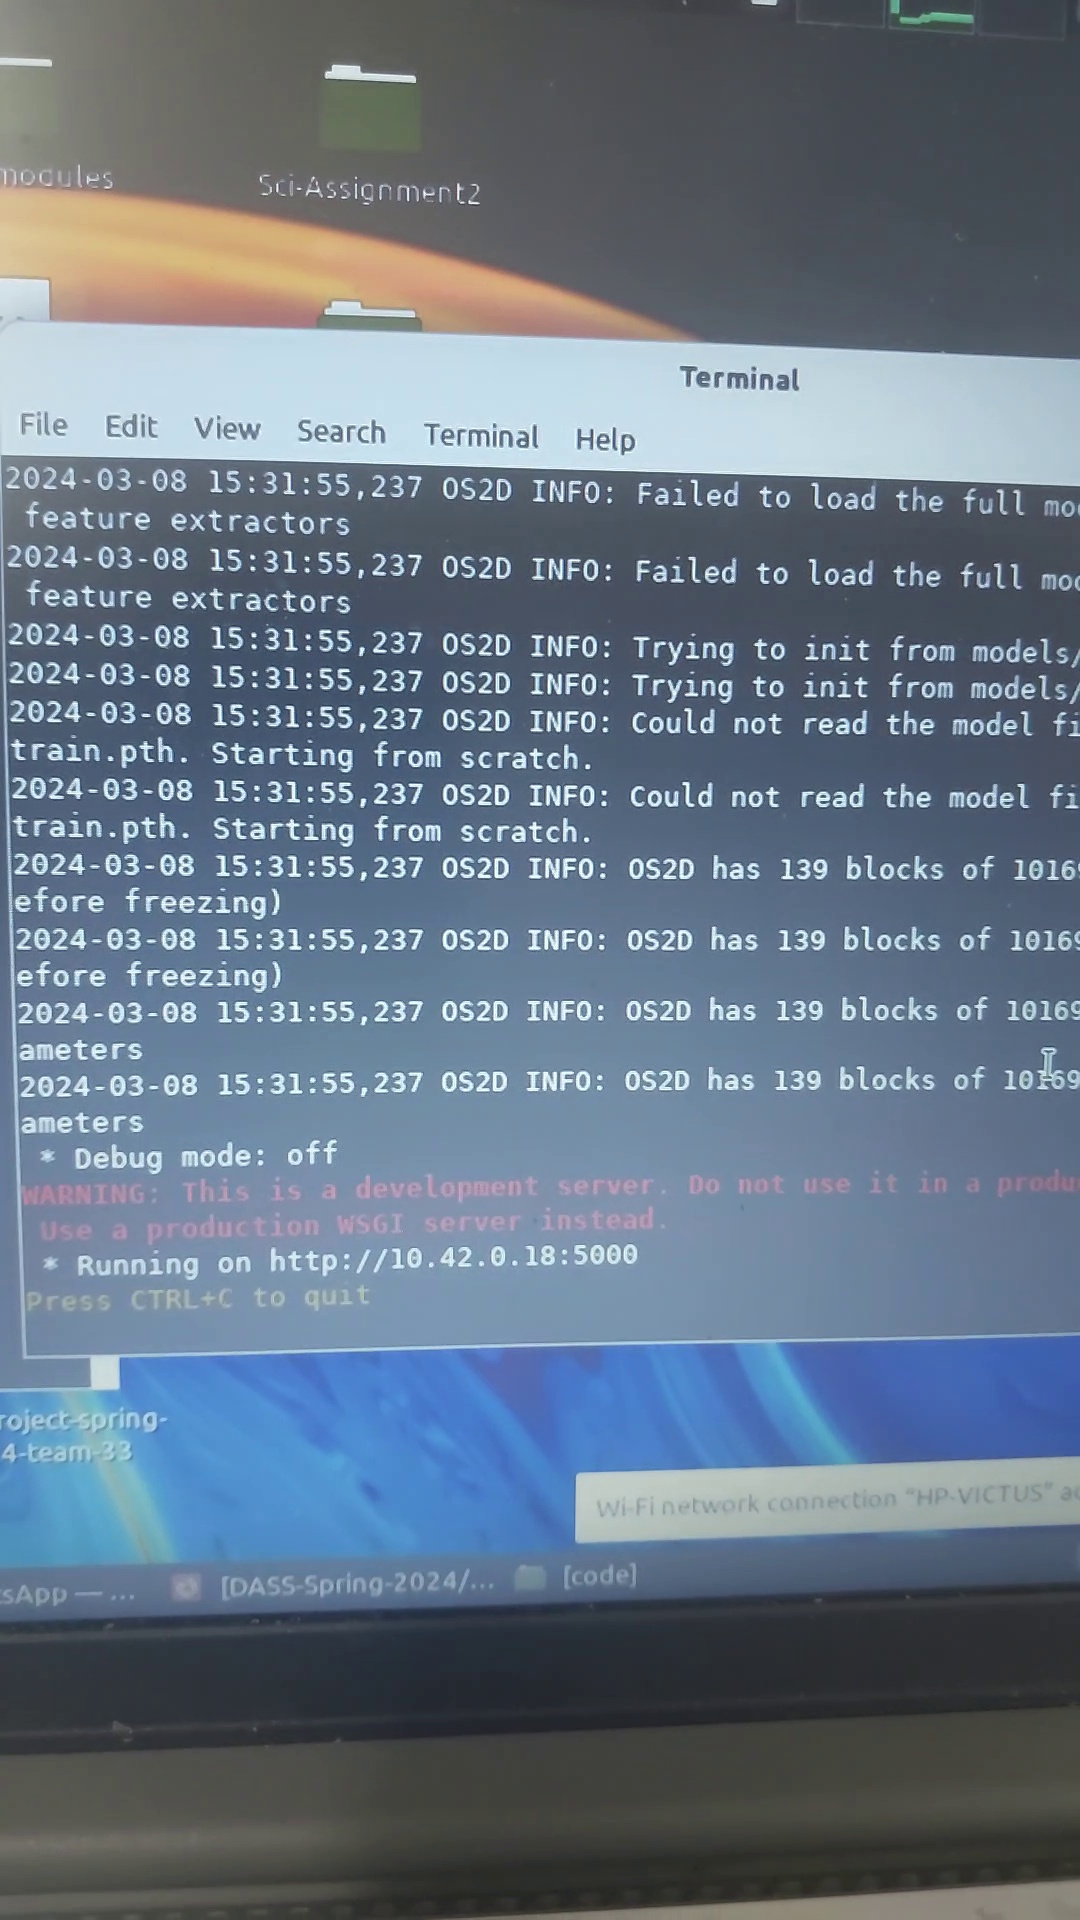 modules
Sci-Assignment2
Terminal
File Edit View Search Terminal Help
2024-03-08 15:31:55,237 OS2D INFO: Failed to load the full
feature extractors
2024-03-08 15:31:55,237 OS2D INFO: Failed to load the full
feature extractors
2024-03-08 15:31:55,237 OS2D INFO: Trying to init from models/
2024-03-08 15:31:55,237 OS2D INFO: Trying to init from models/
2024-03-08 15:31:55,237 OS2D INFO: Could not read the model fi
train.pth. Starting from scratch.
2024-03-08 15:31:55,237 OS2D INFO: Could not read the model fi
train.pth. Starting from scratch.
2024-03-08 15:31:55,237 OS2D INFO: OS2D has 139 blocks of 10169
efore freezing)
2024-03-08 15:31:55,237 OS2D INFO: OS2D has 139 blocks of 10169
efore freezing)
2024-03-08 15:31:55,237 OS2D INFO: OS2D has 139 blocks of 10169
ameters
2024-03-08 15:31:55,237 OS2D INFO: OS2D has 139 blocks of 10169
ameters
* Debug mode: off
WARNING: This is a development server. Do not use it in a produ
Use a production WSGI server instead.
* Running on http://10.42.0.18:5000
Press CTRL+C to quit
roject-spring-
4-team-33
Wi-Fi network connection "HP-VICTUS"
tsApp — ... [DASS-Spring-2024/... [code]